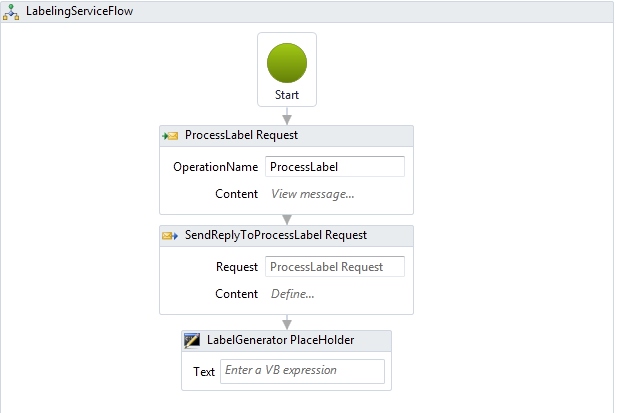 LabelingServiceFlow
Start
ProcessLabel Request
OperationName ProcessLabel
Content View message...
SendReplyToProcessLabel Request
Request ProcessLabel Request
Content Define...
LabelGenerator PlaceHolder
Text Enter a VB expression